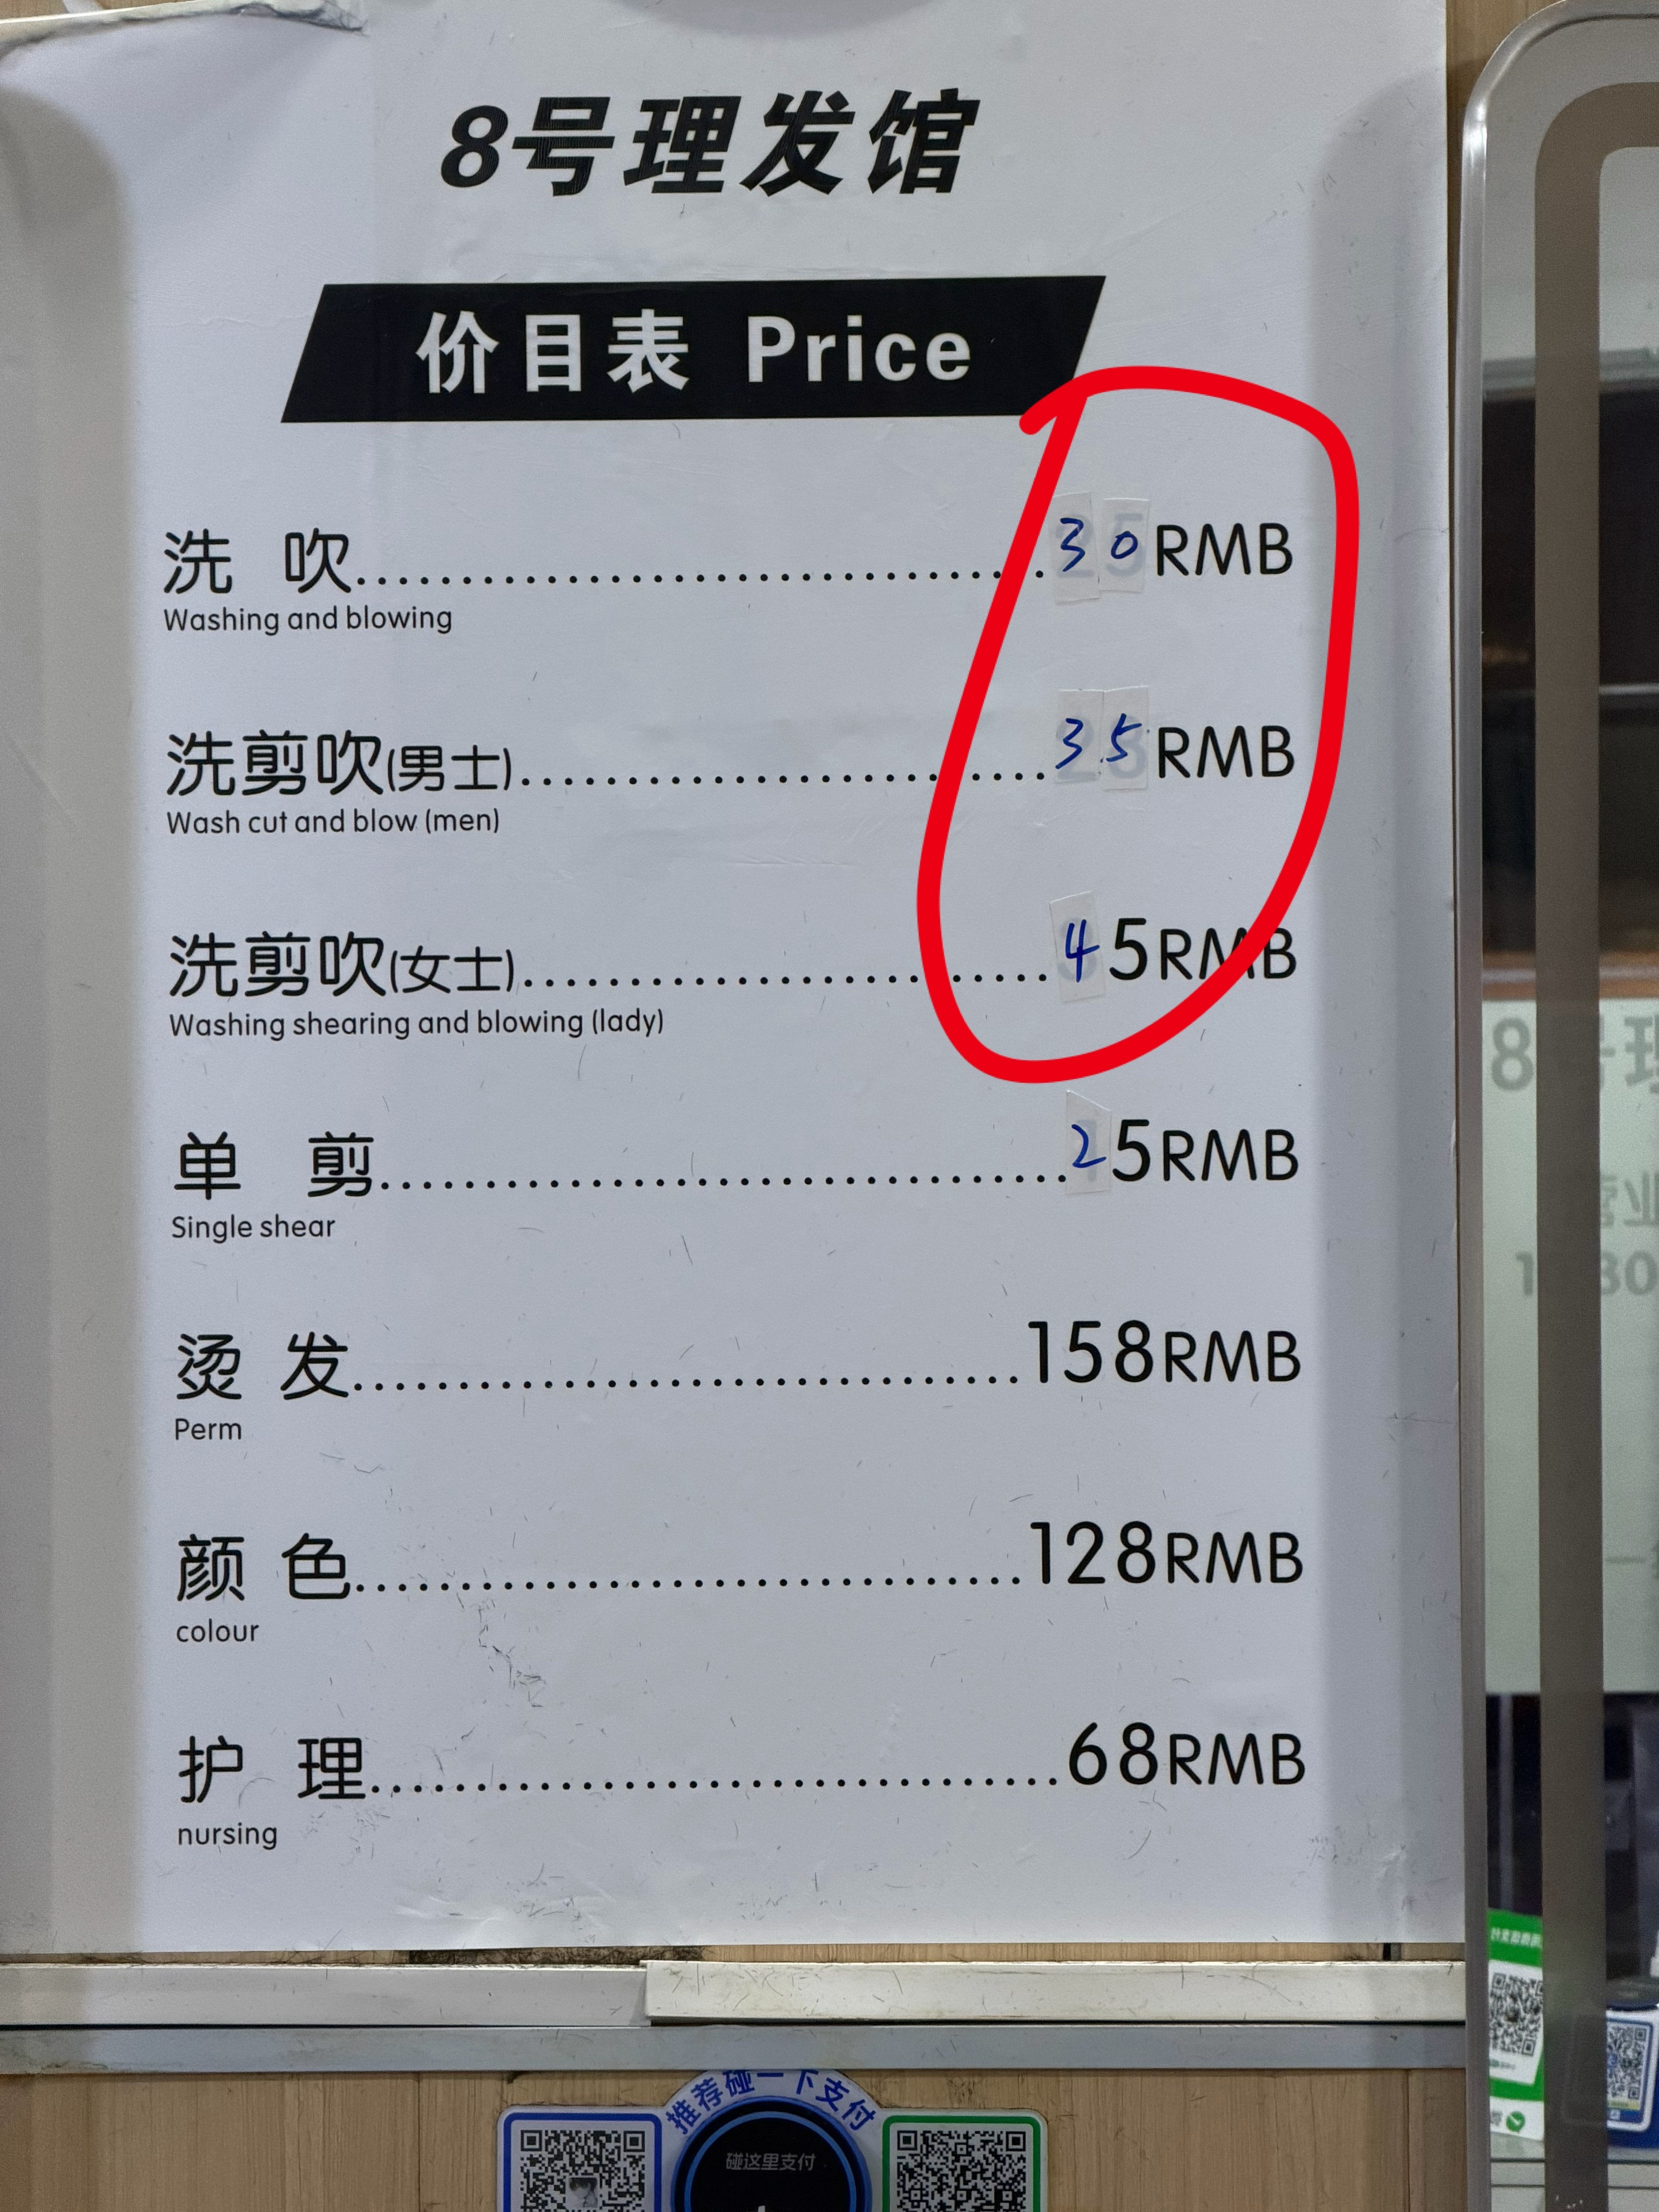 8号理发馆
价目表 Price
洗 吹..............................30RMB
Washing and blowing
洗剪吹(男士)..............................35RMB
Wash cut and blow (men)
洗剪吹(女士)..............................45RMB
Washing shearing and blowing (lady)
单 剪..............................25RMB
Single shear
烫 发..............................158RMB
Perm
颜 色..............................128RMB
colour
护 理..............................68RMB
nursing
推荐碰一下支付
碰这里支付